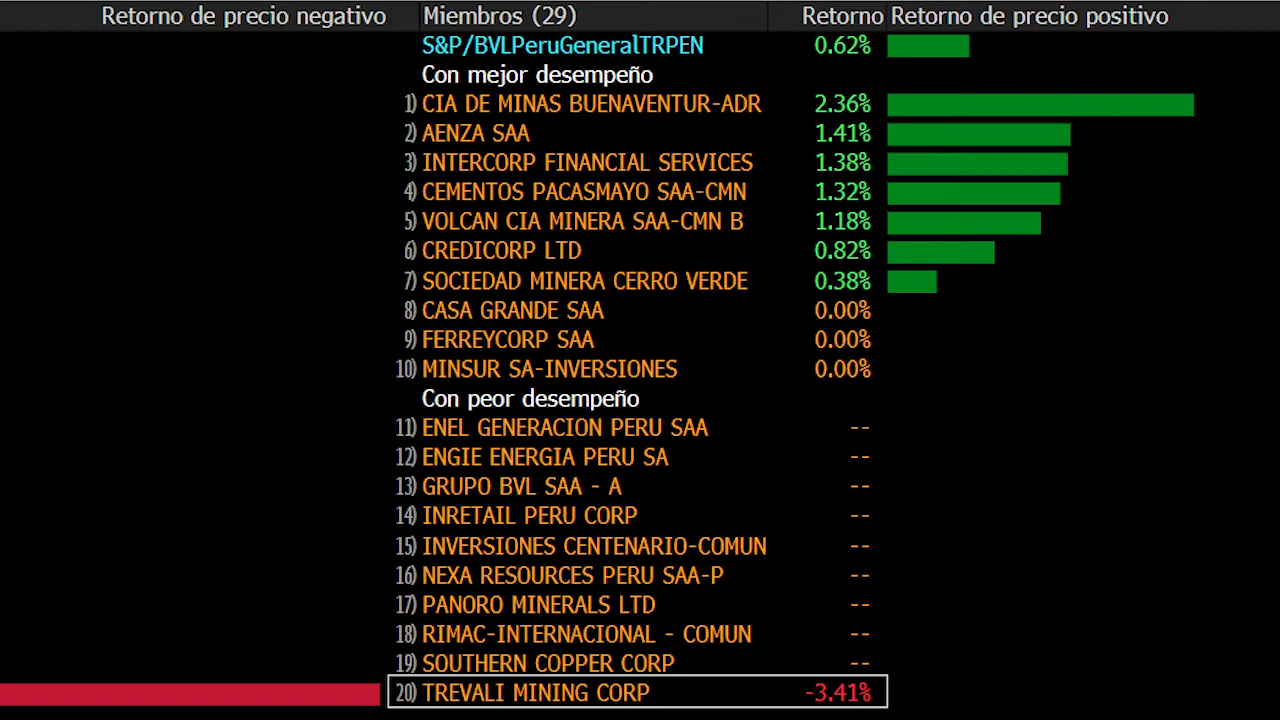 Retorno de precio negativo Miembros (29) Retorno Retorno de precio positivo
S&P/BVLPeruGeneralTRPEN 0.62%
Con mejor desempeño
1) CIA DE MINAS BUENAVENTUR-ADR 2.36%
2) AENZA SAA 1.41%
3) INTERCORP FINANCIAL SERVICES 1.38%
4) CEMENTOS PACASMAYO SAA-CMN 1.32%
5) VOLCAN CIA MINERA SAA-CMN B 1.18%
6) CREDICORP LTD 0.82%
7) SOCIEDAD MINERA CERRO VERDE 0.38%
8) CASA GRANDE SAA 0.00%
9) FERREYCORP SAA 0.00%
10) MINSUR SA-INVERSIONES 0.00%
Con peor desempeño
11) ENEL GENERACION PERU SAA --
12) ENGIE ENERGIA PERU SA --
13) GRUPO BVL SAA - A --
14) INRETAIL PERU CORP --
15) INVERSIONES CENTENARIO-COMUN --
16) NEXA RESOURCES PERU SAA-P --
17) PANORO MINERALS LTD --
18) RIMAC-INTERNACIONAL - COMUN --
19) SOUTHERN COPPER CORP --
20) TREVALI MINING CORP -3.41%